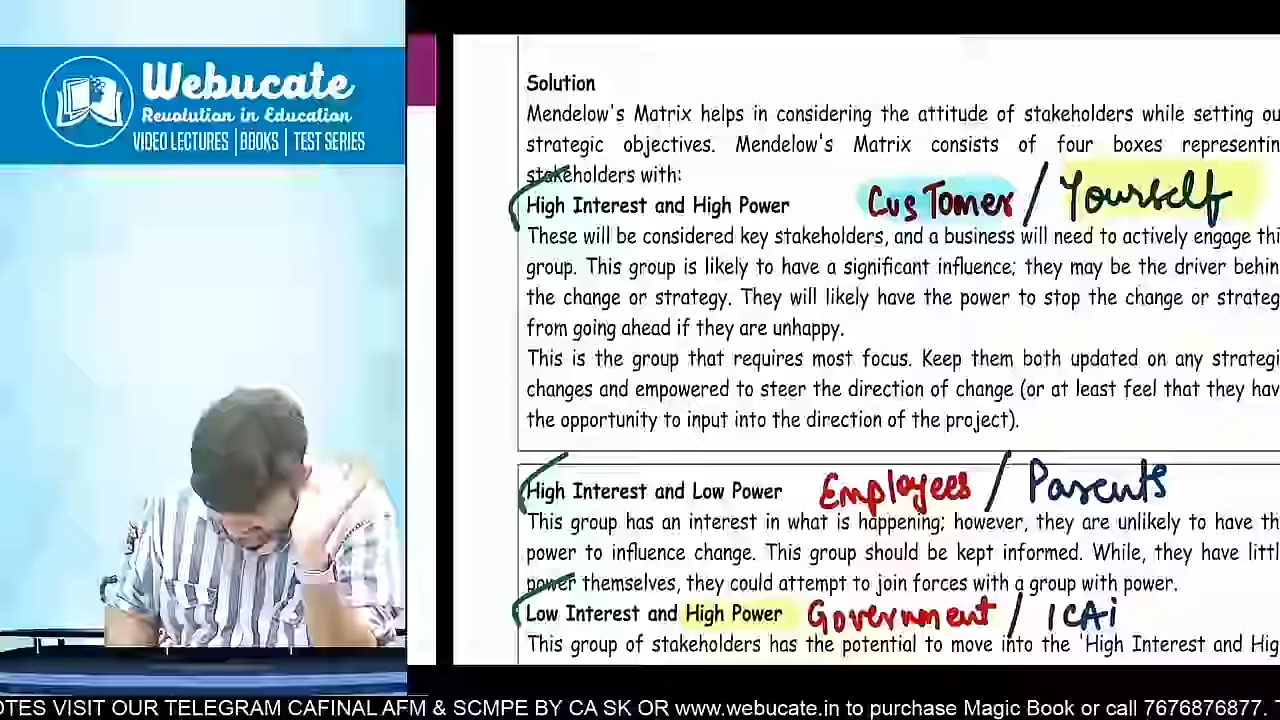 Webucate
Revolution in Education
VIDEO LECTURES | BOOKS | TEST SERIES
Solution
Mendelow's Matrix helps in considering the attitude of stakeholders while setting ou
strategic objectives. Mendelow's Matrix consists of four boxes representin
stakeholders with:
High Interest and High Power CusTomer / Yourself
These will be considered key stakeholders, and a business will need to actively engage thi
group. This group is likely to have a significant influence; they may be the driver behin
the change or strategy. They will likely have the power to stop the change or strateg
from going ahead if they are unhappy.
This is the group that requires most focus. Keep them both updated on any strategi
changes and empowered to steer the direction of change (or at least feel that they hav
the opportunity to input into the direction of the project).
High Interest and Low Power Employees / Parents
This group has an interest in what is happening; however, they are unlikely to have th
power to influence change. This group should be kept informed. While, they have littl
power themselves, they could attempt to join forces with a group with power.
Low Interest and High Power Government / ICAi
This group of stakeholders has the potential to move into the 'High Interest and Hig
OTES VISIT OUR TELEGRAM CAFINAL AFM & SCMPE BY CA SK OR www.webucate.in to purchase Magic Book or call 7676876877.